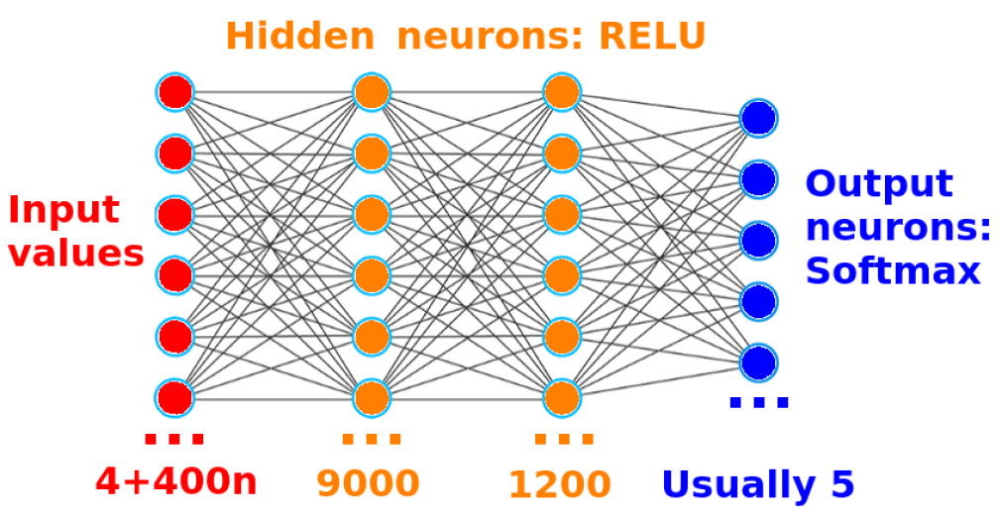 Hidden neurons: RELU
Input
values
Output
neurons:
Softmax
...
...
...
...
4+400n
9000
1200
Usually 5